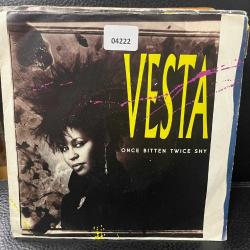 04222
VESTA
ONCE BITTEN TWICE SHY